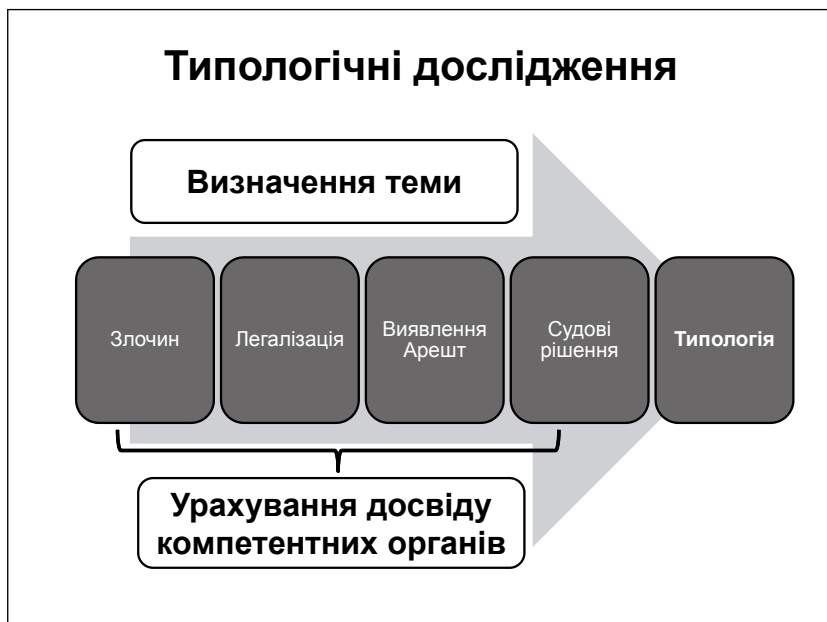 Типологічні дослідження
Визначення теми
Злочин
Легалізація
Виявлення
Арешт
Судові
рішення
Типологія
Урахування досвіду
компетентних органів